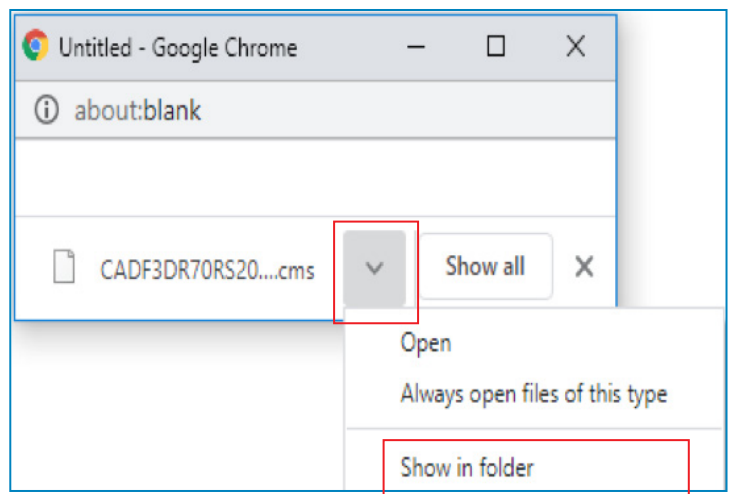 Untitled - Google Chrome
about:blank
CADF3DR70RS20....cms
Show all
Open
Always open files of this type
Show in folder